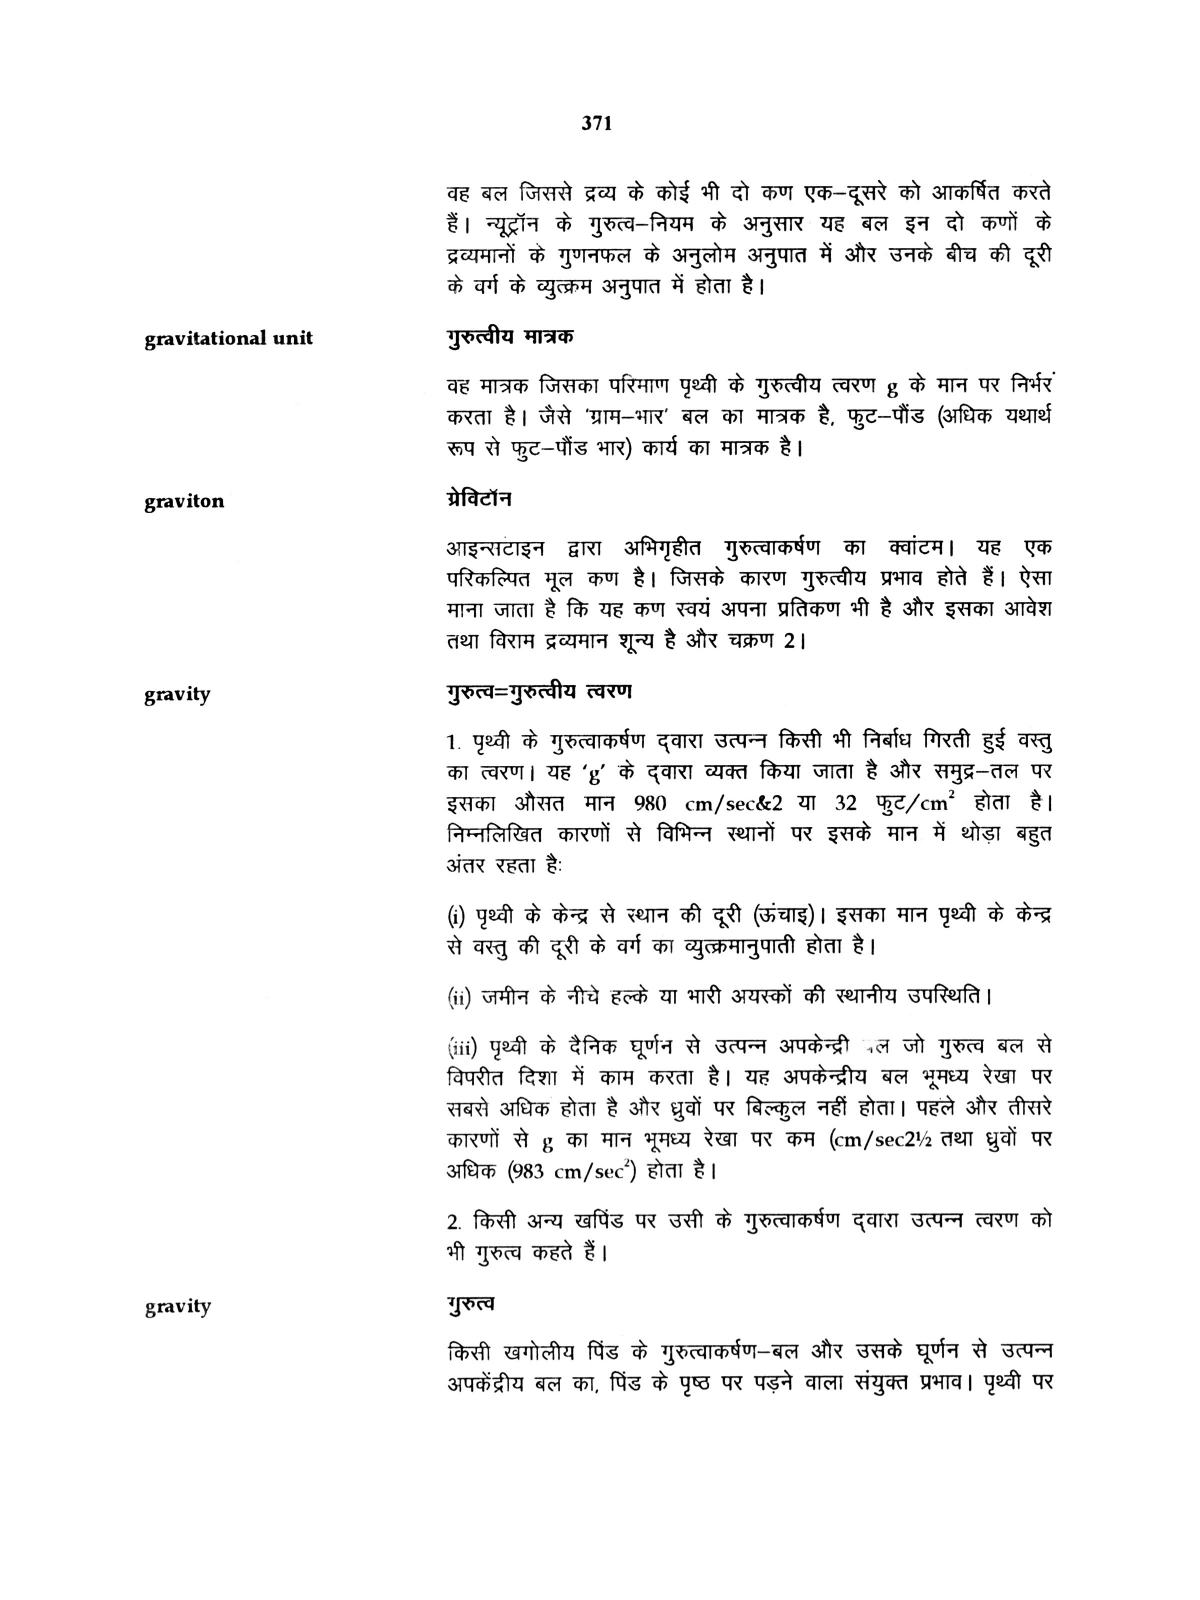 371
वह बल जिससे द्रव्य के कोई भी दो कण एक–दूसरे को आकर्षित करते
हैं। न्यूट्रॉन के गुरुत्व–नियम के अनुसार यह बल इन दो कणों के
द्रव्यमानों के गुणनफल के अनुलोम अनुपात में और उनके बीच की दूरी
के वर्ग के व्युत्क्रम अनुपात में होता है।
gravitational unit गुरुत्वीय मात्रक
वह मात्रक जिसका परिमाण पृथ्वी के गुरुत्वीय त्वरण g के मान पर निर्भर
करता है। जैसे 'ग्राम–भार' बल का मात्रक है, फुट–पौंड (अधिक यथार्थ
रूप से फुट–पौंड भार) कार्य का मात्रक है।
graviton ग्रेविटॉन
आइन्सटाइन द्वारा अभिगृहीत गुरुत्वाकर्षण का क्वांटम। यह एक
परिकल्पित मूल कण है। जिसके कारण गुरुत्वीय प्रभाव होते हैं। ऐसा
माना जाता है कि यह कण स्वयं अपना प्रतिकण भी है और इसका आवेश
तथा विराम द्रव्यमान शून्य है और चक्रण 2।
gravity गुरुत्व=गुरुत्वीय त्वरण
1. पृथ्वी के गुरुत्वाकर्षण द्वारा उत्पन्न किसी भी निर्बाध गिरती हुई वस्तु
का त्वरण। यह 'g' के द्वारा व्यक्त किया जाता है और समुद्र–तल पर
इसका औसत मान 980 cm/sec&2 या 32 फुट/cm² होता है।
निम्नलिखित कारणों से विभिन्न स्थानों पर इसके मान में थोड़ा बहुत
अंतर रहता है:
(i) पृथ्वी के केन्द्र से स्थान की दूरी (ऊंचाइ)। इसका मान पृथ्वी के केन्द्र
से वस्तु की दूरी के वर्ग का व्युत्क्रमानुपाती होता है।
(ii) जमीन के नीचे हल्के या भारी अयस्कों की स्थानीय उपस्थिति।
(iii) पृथ्वी के दैनिक घूर्णन से उत्पन्न अपकेन्द्री जो गुरुत्व बल से
विपरीत दिशा में काम करता है। यह अपकेन्द्रीय बल भूमध्य रेखा पर
सबसे अधिक होता है और ध्रुवों पर बिल्कुल नहीं होता। पहले और तीसरे
कारणों से g का मान भूमध्य रेखा पर कम (cm/sec2½ तथा ध्रुवों पर
अधिक (983 cm/sec²) होता है।
2. किसी अन्य खपिंड पर उसी के गुरुत्वाकर्षण द्वारा उत्पन्न त्वरण को
भी गुरुत्व कहते हैं।
gravity गुरुत्व
किसी खगोलीय पिंड के गुरुत्वाकर्षण–बल और उसके घूर्णन से उत्पन्न
अपकेंद्रीय बल का, पिंड के पृष्ठ पर पड़ने वाला संयुक्त प्रभाव। पृथ्वी पर